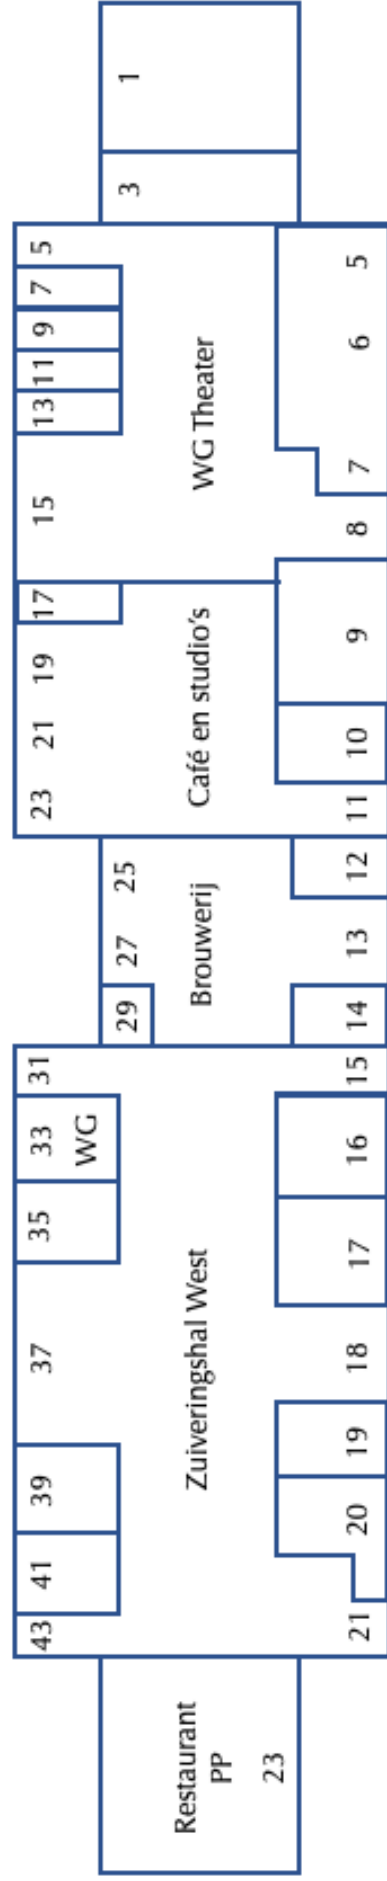 43 41 39 37 35 33 31 23 21 19 17 15 13 11 9 7 5
WG
29 27 25 3 1
Restaurant
PP
23
Zuiveringshal West
Brouwerij
Café en studio's
WG Theater
21 20 19 18 17 16 15 14 13 12 11 10 9 8 7 6 5